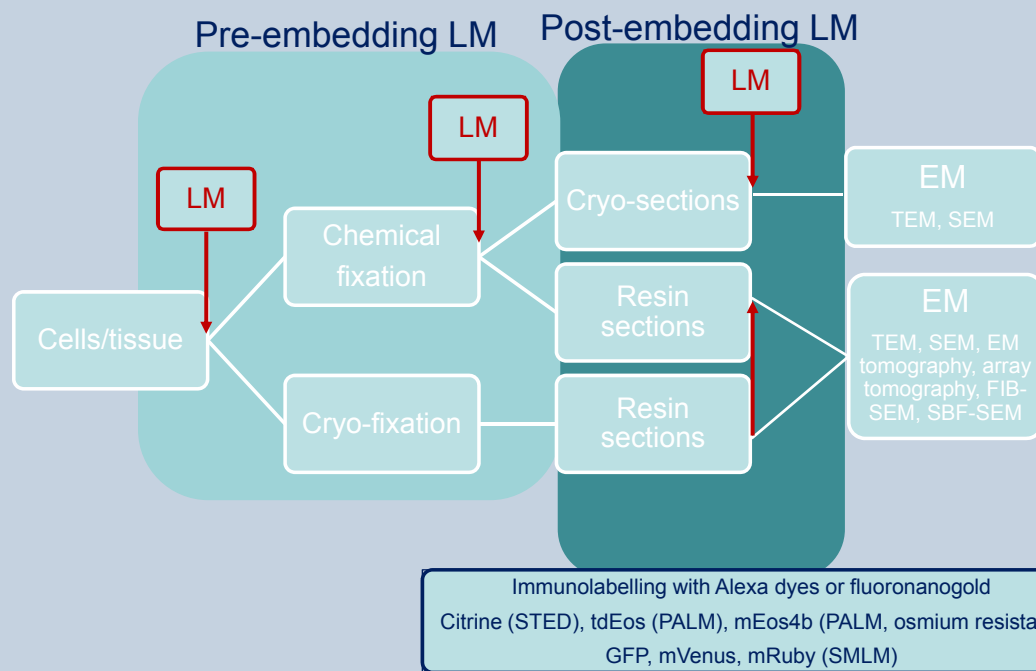 Pre-embedding LM
Post-embedding LM
LM
LM
LM
Cells/tissue
Chemical
fixation
Cryo-fixation
Cryo-sections
Resin
sections
Resin
sections
EM
TEM, SEM
EM
TEM, SEM, EM
tomography, array
tomography, FIB-
SEM, SBF-SEM
Immunolabelling with Alexa dyes or fluoronanogold
Citrine (STED), tdEos (PALM), mEos4b (PALM, osmium resista
GFP, mVenus, mRuby (SMLM)